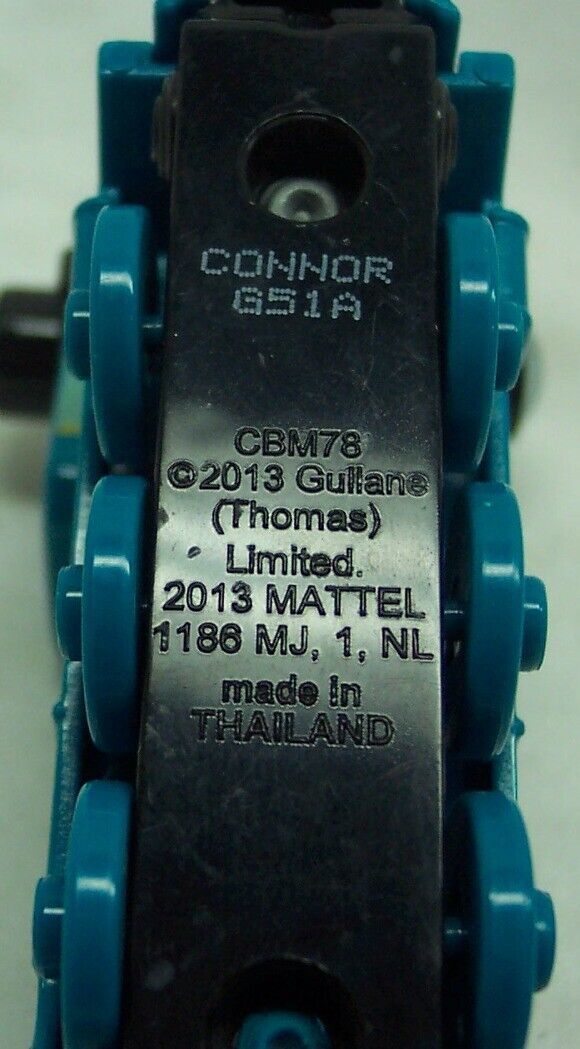 CONNOR
G51A
CBM78
©2013 Gullane
(Thomas)
Limited.
2013 MATTEL
1186 MJ, 1, NL
made in
THAILAND